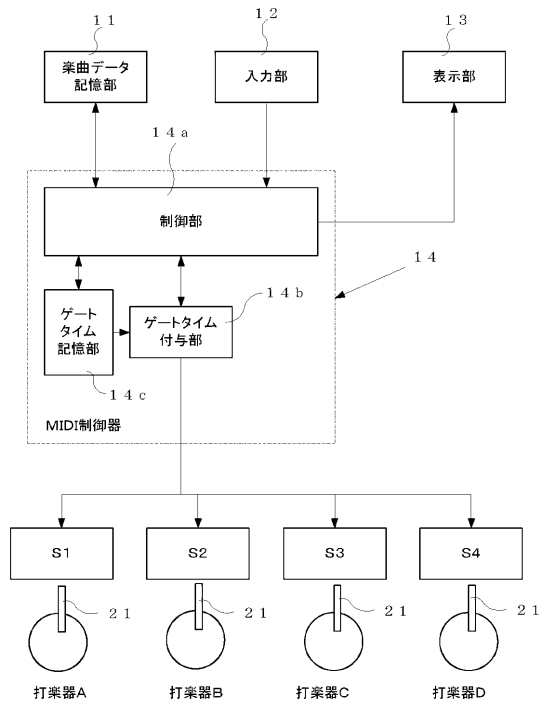 １１
１２
１３
楽曲データ
記憶部
入力部
表示部
１４ａ
制御部
１４
１４ｂ
ゲート
タイム
記憶部
ゲートタイム
付与部
１４ｃ
MIDI制御器
S1
S2
S3
S4
２１
２１
２１
２１
打楽器A
打楽器B
打楽器C
打楽器D